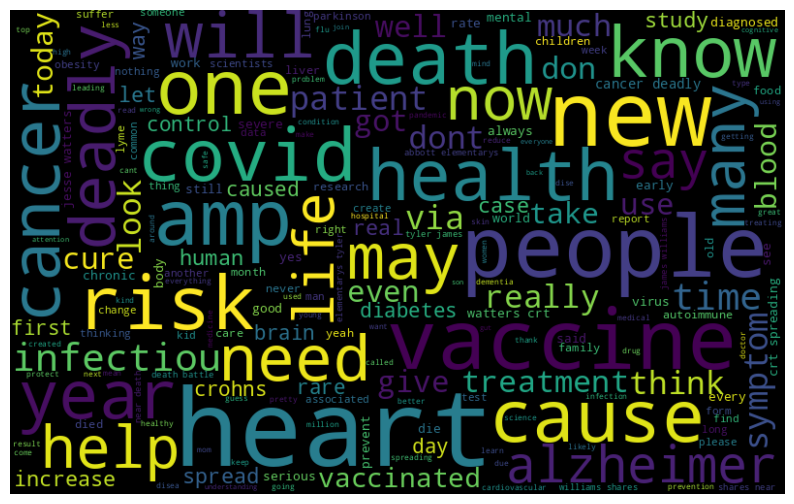 suffer
someone
parkinson
lung
mental
study
diagnosed
top
less
today
deadly
way
will
flu join
rate
children
week
death
know
high
obesity
nothing
work
scientists
one
liver
problem
much
don
mind
cancer deadly
type
food
cognitive
leading
let
read
wrong
patient
now
new
using
cancer
lyme
common
control
severe
data
pandemic
got
dont
always
getting
many
blood
jesse watters
cant
thing
covid
condition
make
reduce
everyone
abbott elementarys
health
say
safe
look
still
caused
research
back
dise
early
treating
attention
around
amp
life
create
hospital
real
via
case
world
take
use
report
great
cure
human
right
tyler james
skin
women
old
see
james williams
body
yes
may
people
chronic
another
month
never
man
elementarys tyler
even
diabetes
dementia
really
time
kind
change
everything
risk
good
used
young
son
virus
autoimmune
first
thinking
kid
care
brain
yeah
want
watters crt
said
medical
doctor
crt spreading
created
infectiou
need
called
vaccine
thank
family
drug
protect
next
death battle
guess
crohns
rare
give
treatment
think
symptom
year
near death
died
heart
pretty
associated
better
die
test
cause
every
form
find
long
please
result
come
healthy
help
mom
million
prevent
day
science
infection
increase
spread
keep
serious
vaccinated
spreading
learn
likely
alzheimer
disea
understanding
going
cardiovascular
due
williams shares
prevention
shares near